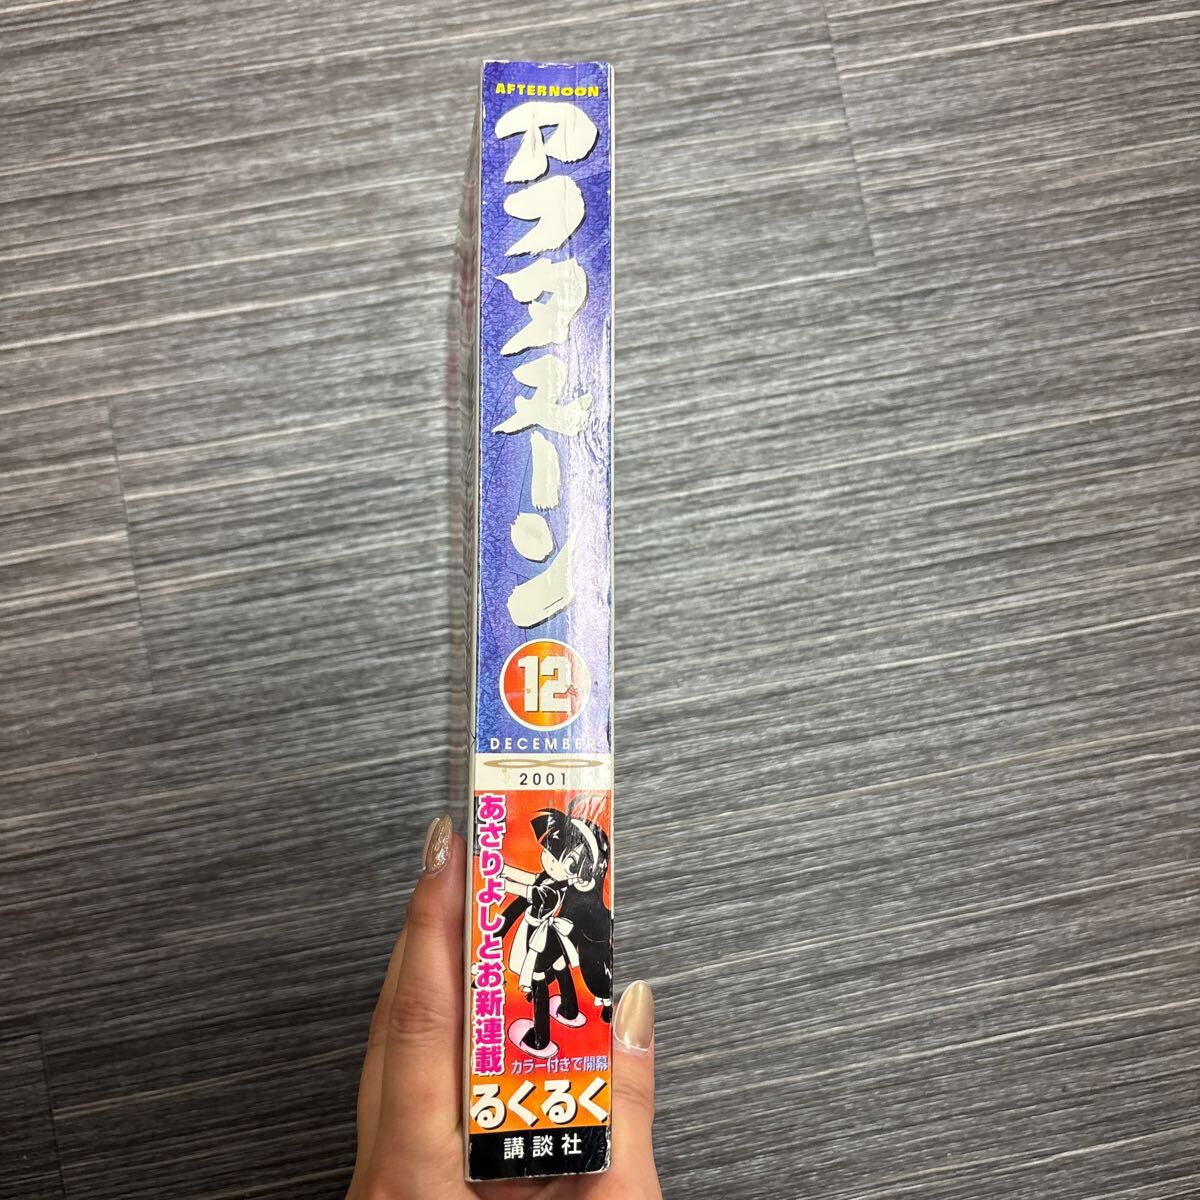 AFTERNOON
アフタヌーン
12
DECEMBER
2001
あさりよしとお新連載
カラー付きで開幕
るくるく
講談社